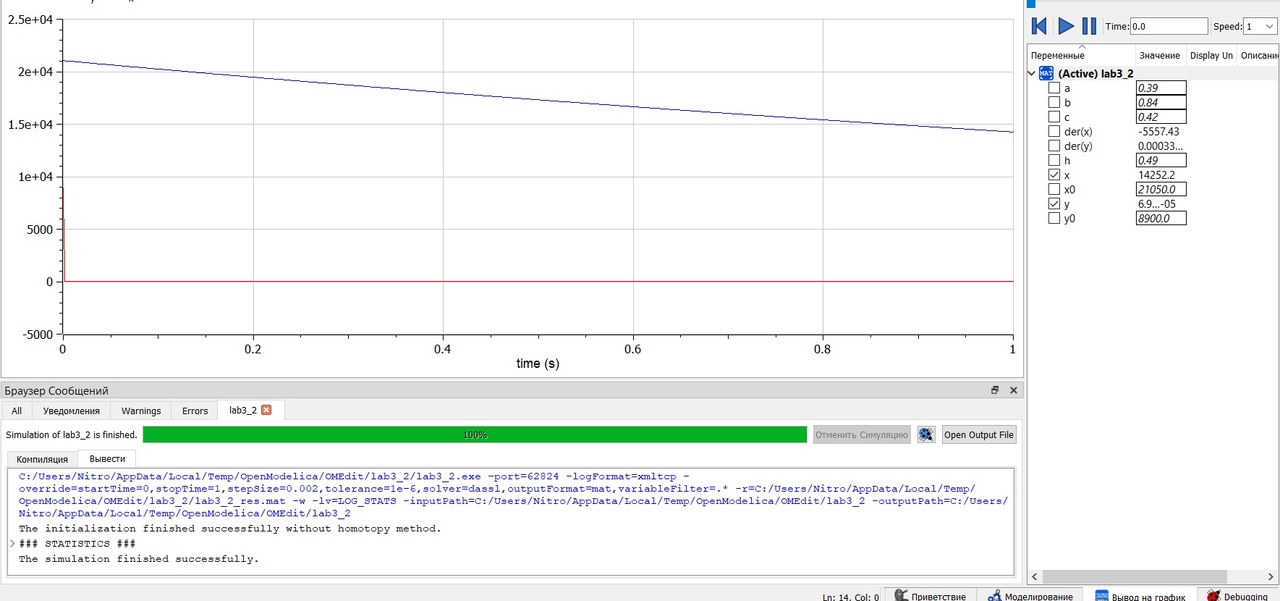 2.5e+04
2e+04
1.5e+04
1e+04
5000
0
-5000
0 0.2 0.4 0.6 0.8 1
time (s)
Time: 0.0 Speed: 1
Переменные Значение Display Un Описани
(Active) lab3_2
a 0.39
b 0.84
c 0.42
der(x) -5557.43
der(y) 0.00033...
h 0.49
x 14252.2
x0 21050.0
y 6.9...-05
y0 8900.0
Браузер Сообщений
All Уведомления Warnings Errors lab3_2
Simulation of lab3_2 is finished. 100% Отменить Симуляцию Open Output File
Компиляция Вывести
C:/Users/Nitro/AppData/Local/Temp/OpenModelica/OMEdit/lab3_2/lab3_2.exe -port=62824 -logFormat=xmltcp -
override=startTime=0,stopTime=1,stepSize=0.002,tolerance=1e-6,solver=dassl,outputFormat=mat,variableFilter=.* -r=C:/Users/Nitro/AppData/Local/Temp/
OpenModelica/OMEdit/lab3_2/lab3_2_res.mat -w -lv=LOG_STATS -inputPath=C:/Users/Nitro/AppData/Local/Temp/OpenModelica/OMEdit/lab3_2 -outputPath=C:/Users/
Nitro/AppData/Local/Temp/OpenModelica/OMEdit/lab3_2
The initialization finished successfully without homotopy method.
### STATISTICS ###
The simulation finished successfully.
Ln: 14, Col: 0 Приветствие Моделирование Вывод на график Debugging